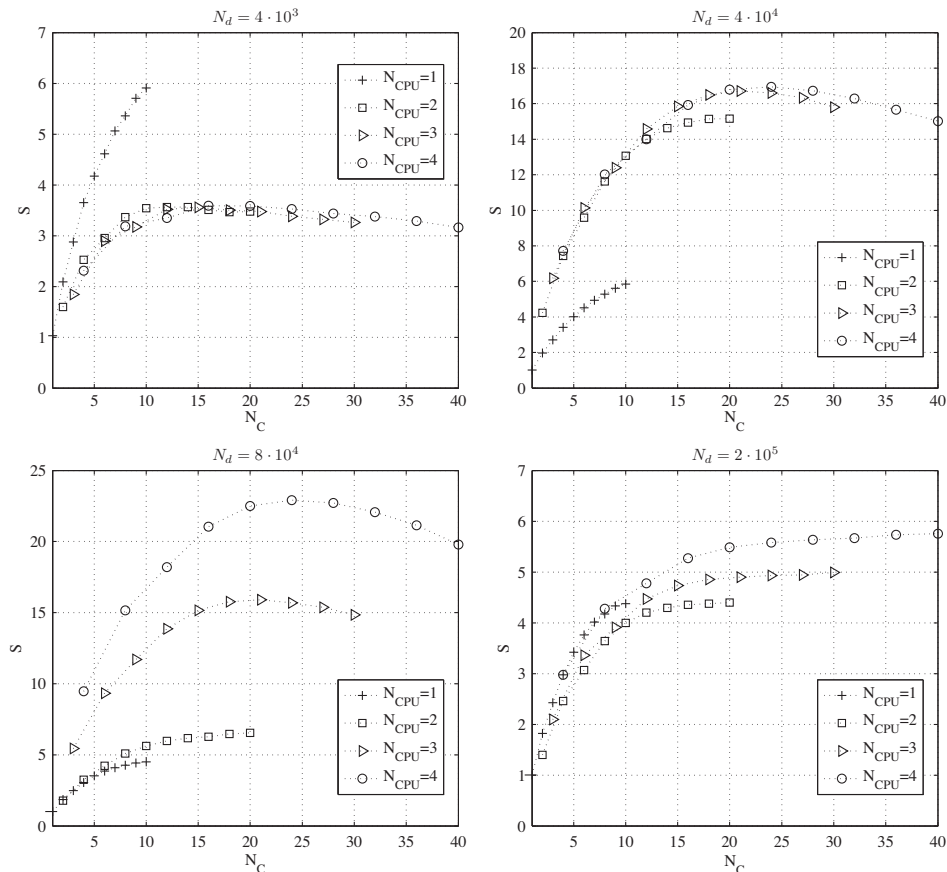 N_d = 4 · 10^3
7
6
5
4
3
2
1
0
S
5 10 15 20 25 30 35 40
N_C
N_CPU=1
N_CPU=2
N_CPU=3
N_CPU=4
N_d = 4 · 10^4
20
18
16
14
12
10
8
6
4
2
0
S
5 10 15 20 25 30 35 40
N_C
N_CPU=1
N_CPU=2
N_CPU=3
N_CPU=4
N_d = 8 · 10^4
25
20
15
10
5
0
S
5 10 15 20 25 30 35 40
N_C
N_CPU=1
N_CPU=2
N_CPU=3
N_CPU=4
N_d = 2 · 10^5
7
6
5
4
3
2
1
0
S
5 10 15 20 25 30 35 40
N_C
N_CPU=1
N_CPU=2
N_CPU=3
N_CPU=4